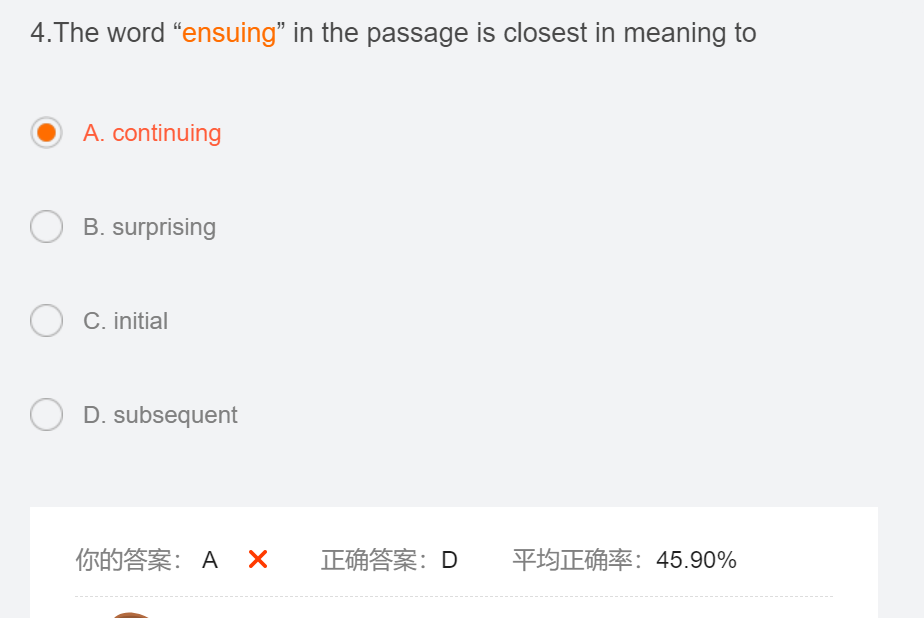 4.The word “ensuing” in the passage is closest in meaning to
A. continuing
B. surprising
C. initial
D. subsequent
你的答案： A 正确答案： D 平均正确率： 45.90%